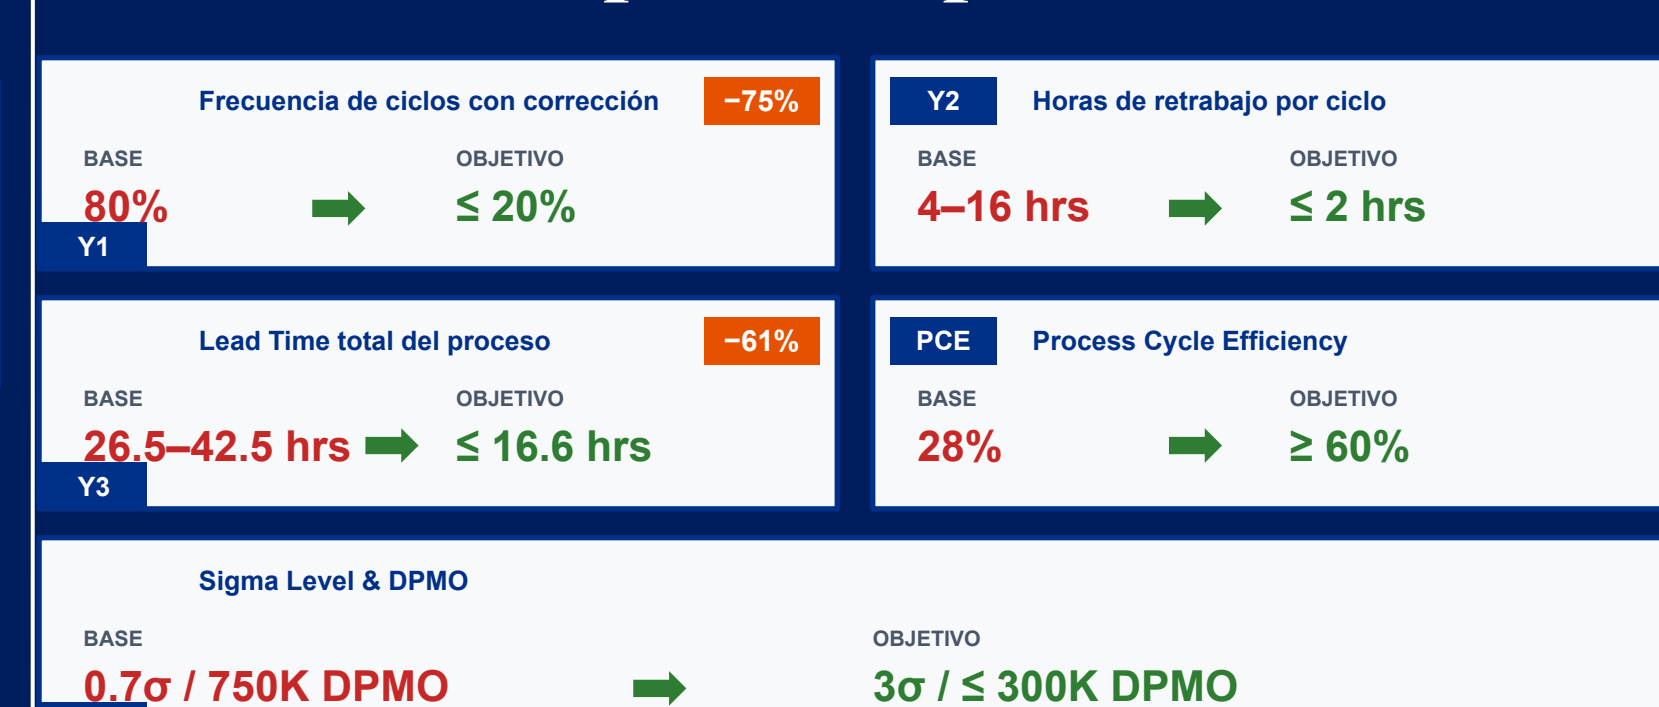 Frecuencia de ciclos con corrección
−75%
BASE
OBJETIVO
80%
≤ 20%
Y1
Y2
Horas de retrabajo por ciclo
BASE
OBJETIVO
4–16 hrs
≤ 2 hrs
Lead Time total del proceso
−61%
BASE
OBJETIVO
26.5–42.5 hrs
≤ 16.6 hrs
Y3
PCE
Process Cycle Efficiency
BASE
OBJETIVO
28%
≥ 60%
Sigma Level & DPMO
BASE
OBJETIVO
0.7σ / 750K DPMO
3σ / ≤ 300K DPMO